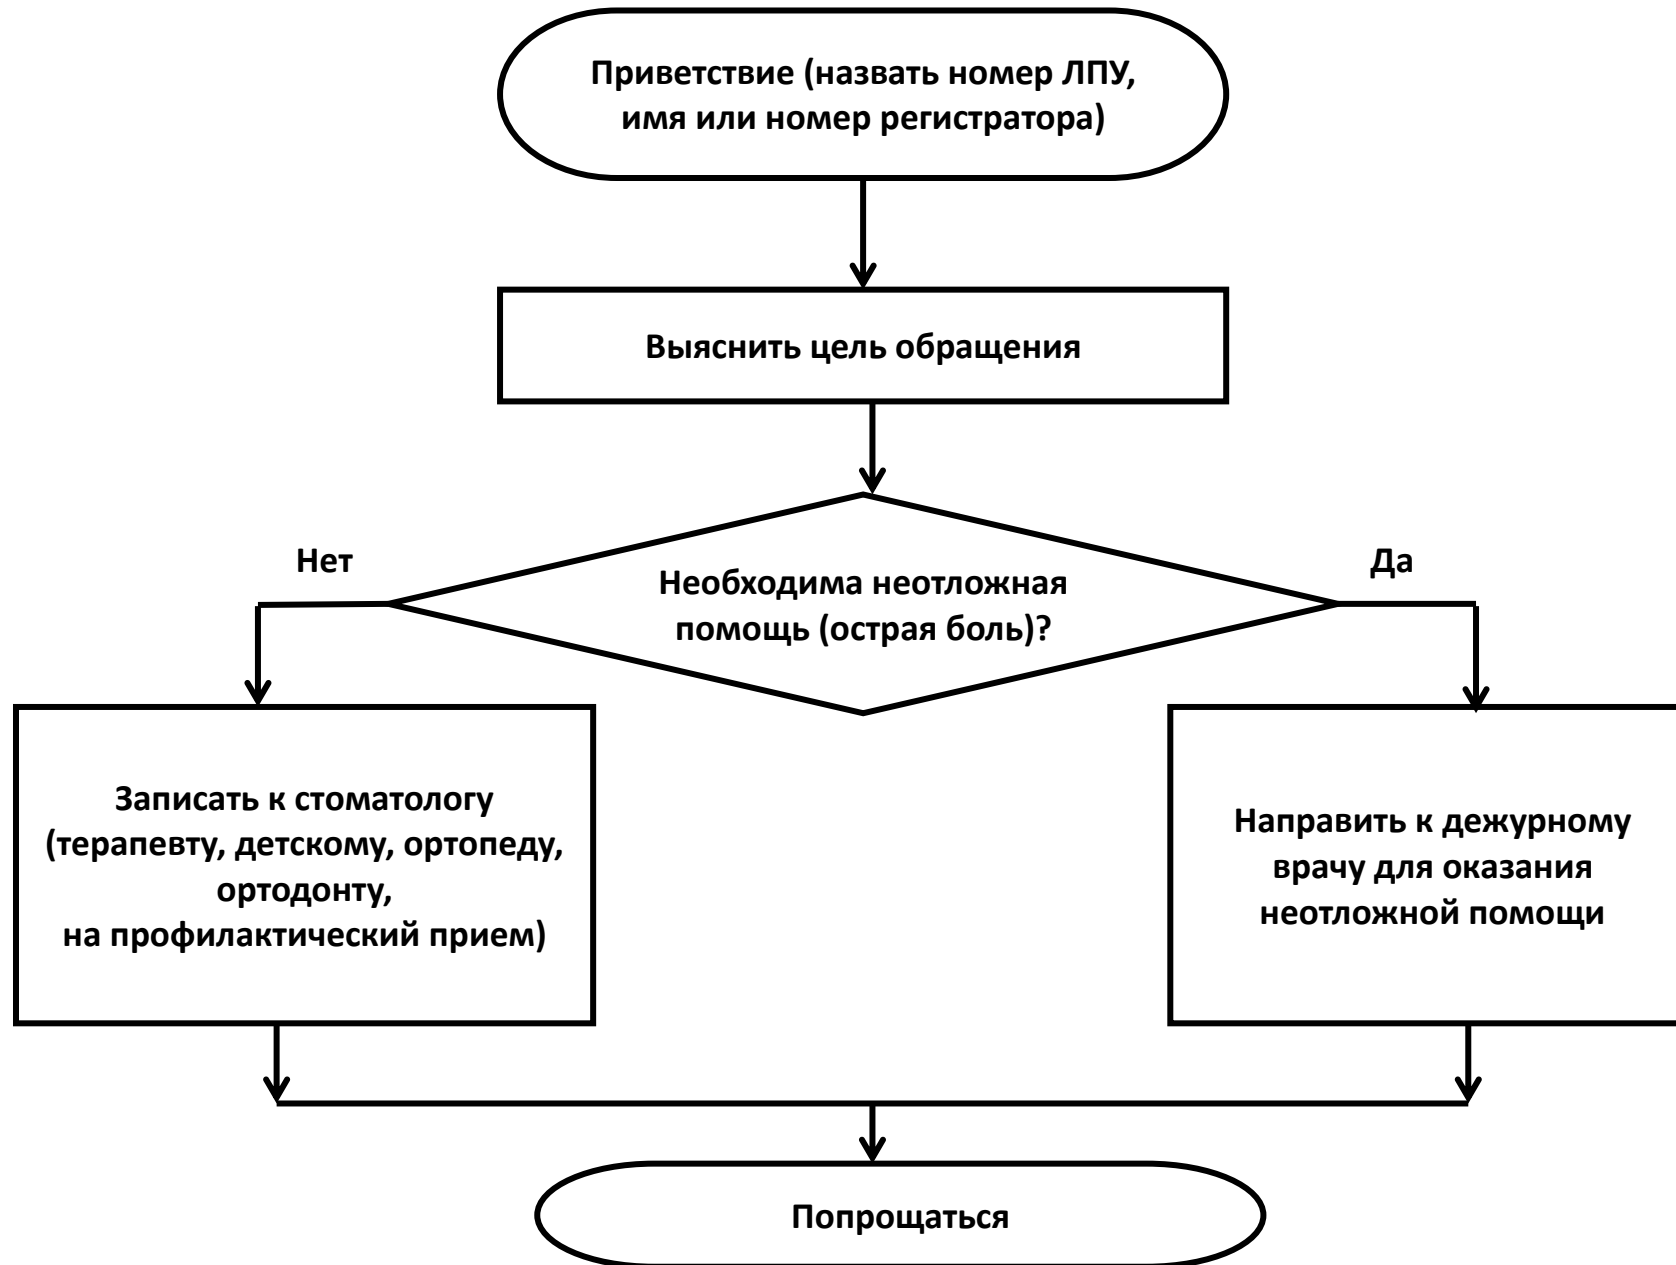 Приветствие (назвать номер ЛПУ,
имя или номер регистратора)
Выяснить цель обращения
Нет
Да
Необходима неотложная
помощь (острая боль)?
Записать к стоматологу
(терапевту, детскому, ортопеду,
ортодонту,
на профилактический прием)
Направить к дежурному
врачу для оказания
неотложной помощи
Попрощаться